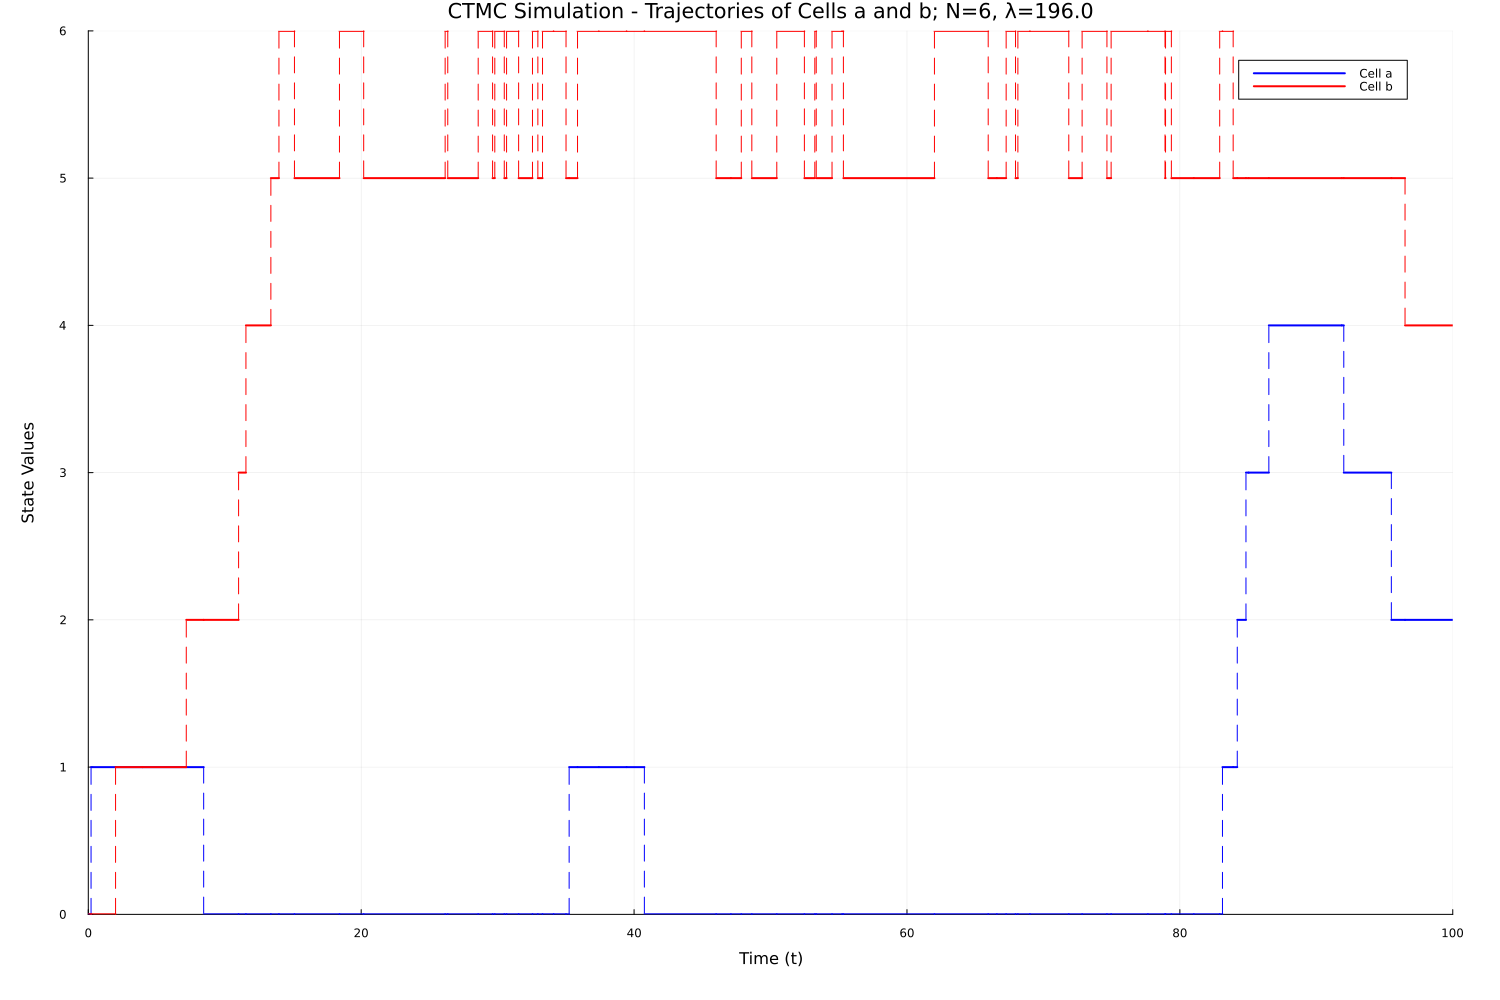 CTMC Simulation - Trajectories of Cells a and b; N=6, λ=196.0
Cell a
Cell b
State Values
6
5
4
3
2
1
0
0 20 40 60 80 100
Time (t)